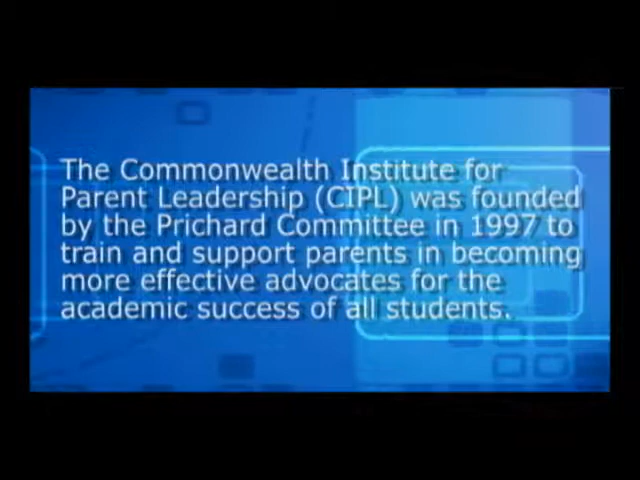 The Commonwealth Institute for
Parent Leadership (CIPL) was founded
by the Prichard Committee in 1997 to
train and support parents in becoming
more effective advocates for the
academic success of all students.